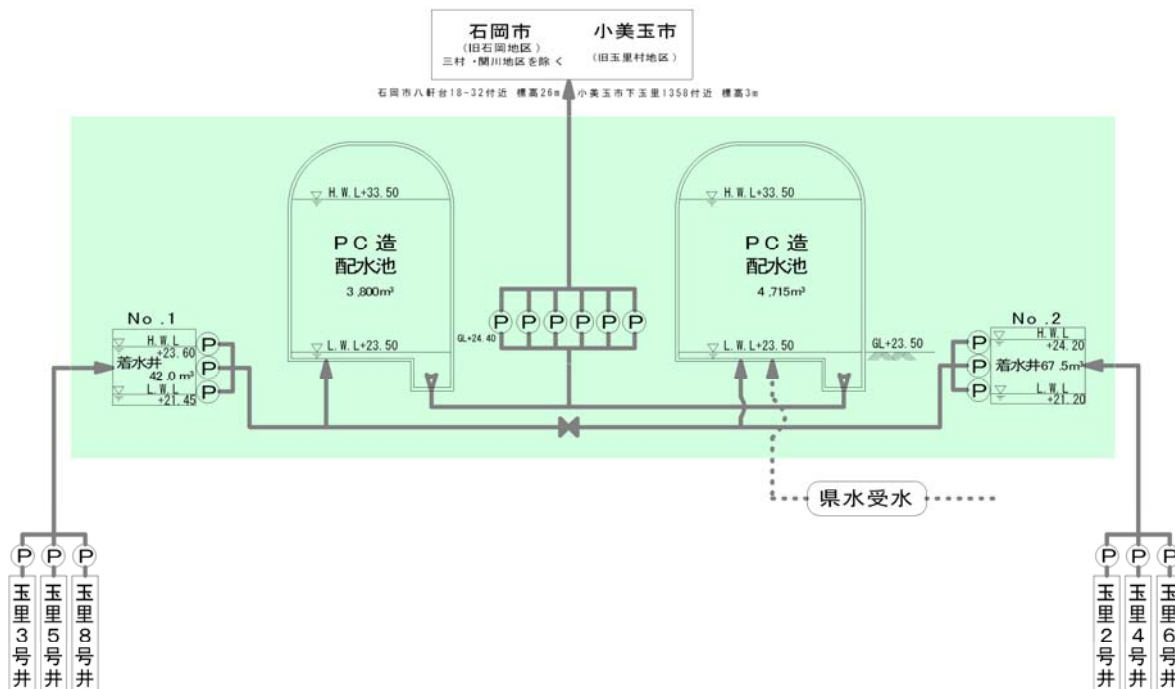 石岡市
(旧石岡地区)
三村・関川地区を除く
小美玉市
(旧玉里村地区)
石岡市八軒台18-32付近 標高26m
小美玉市下玉里1358付近 標高3m
H.W.L+33.50
PC造
配水池
3,800m³
L.W.L+23.50
H.W.L+33.50
PC造
配水池
4,715m³
L.W.L+23.50
GL+24.40
P P P P P P
GL+23.50
No.1
H.W.L
+23.60
着水井
42.0m³
L.W.L
+21.45
P
P
P
No.2
H.W.L
+24.20
着水井67.5m³
L.W.L
+21.20
P
P
P
県水受水
P P P
玉里3号井
玉里5号井
玉里8号井
P P P
玉里2号井
玉里4号井
玉里6号井